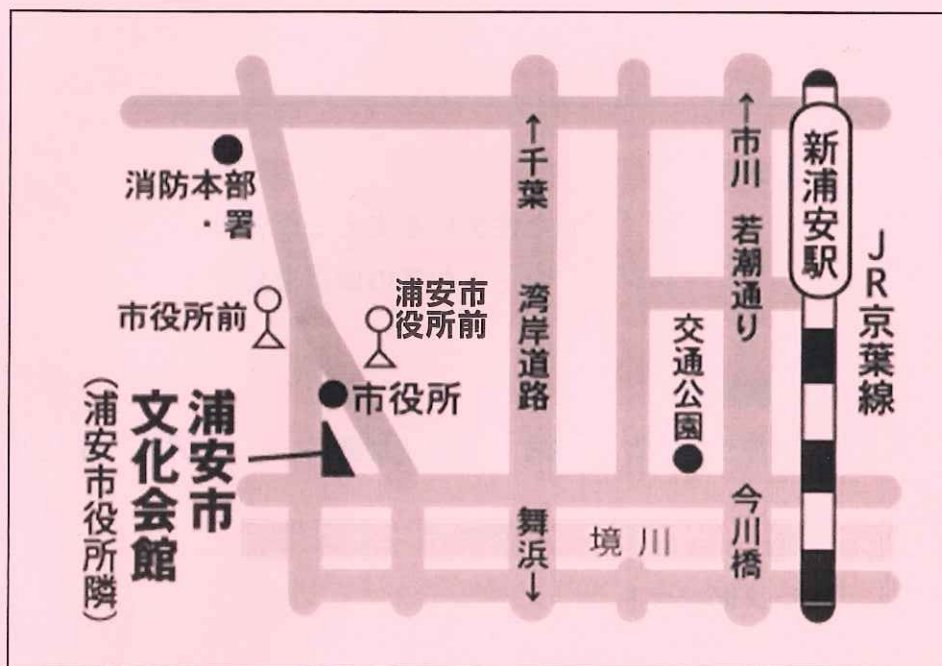 消防本部
・署
市役所前
浦安市
役所前
市役所
浦安市
文化会館
（浦安市役所隣）
↑千葉 湾岸道路 舞浜↓
↑市川 若潮通り 今川橋
交通公園
境川
新浦安駅
JR京葉線